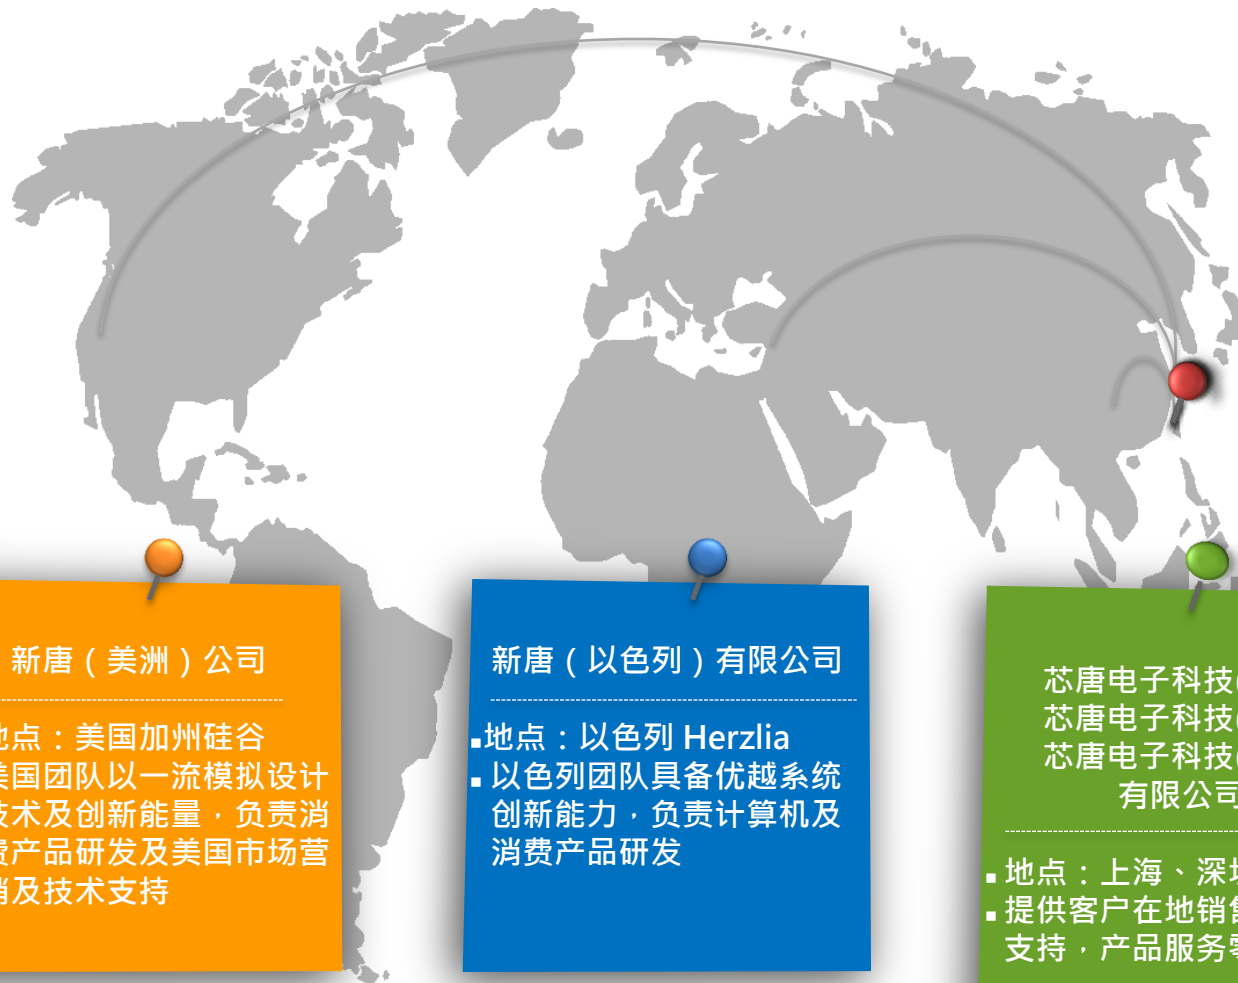 新唐（美洲）公司
地点：美国加州硅谷
美国团队以一流模拟设计
技术及创新能量，负责消
费产品研发及美国市场营
销及技术支持
新唐（以色列）有限公司
▪地点：以色列 Herzlia
▪以色列团队具备优越系统
创新能力，负责计算机及
消费产品研发
芯唐电子科技(
芯唐电子科技(
芯唐电子科技(
有限公司
▪地点：上海、深圳
▪提供客户在地销售
支持，产品服务零